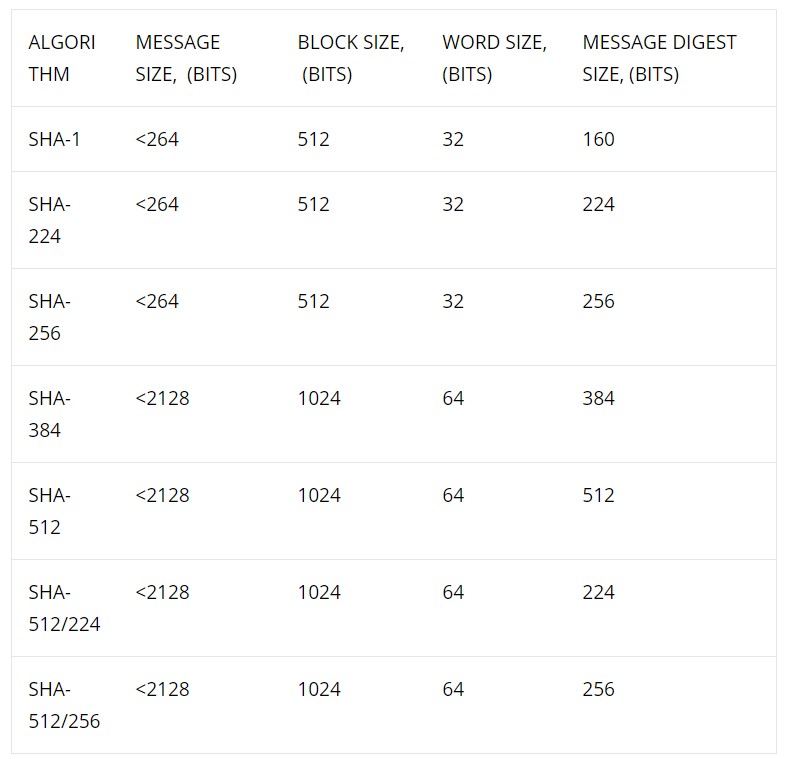 ALGORI MESSAGE BLOCK SIZE, WORD SIZE, MESSAGE DIGEST
THM SIZE, (BITS) (BITS) (BITS) SIZE, (BITS)
SHA-1 <264 512 32 160
SHA- <264 512 32 224
224
SHA- <264 512 32 256
256
SHA- <2128 1024 64 384
384
SHA- <2128 1024 64 512
512
SHA- <2128 1024 64 224
512/224
SHA- <2128 1024 64 256
512/256